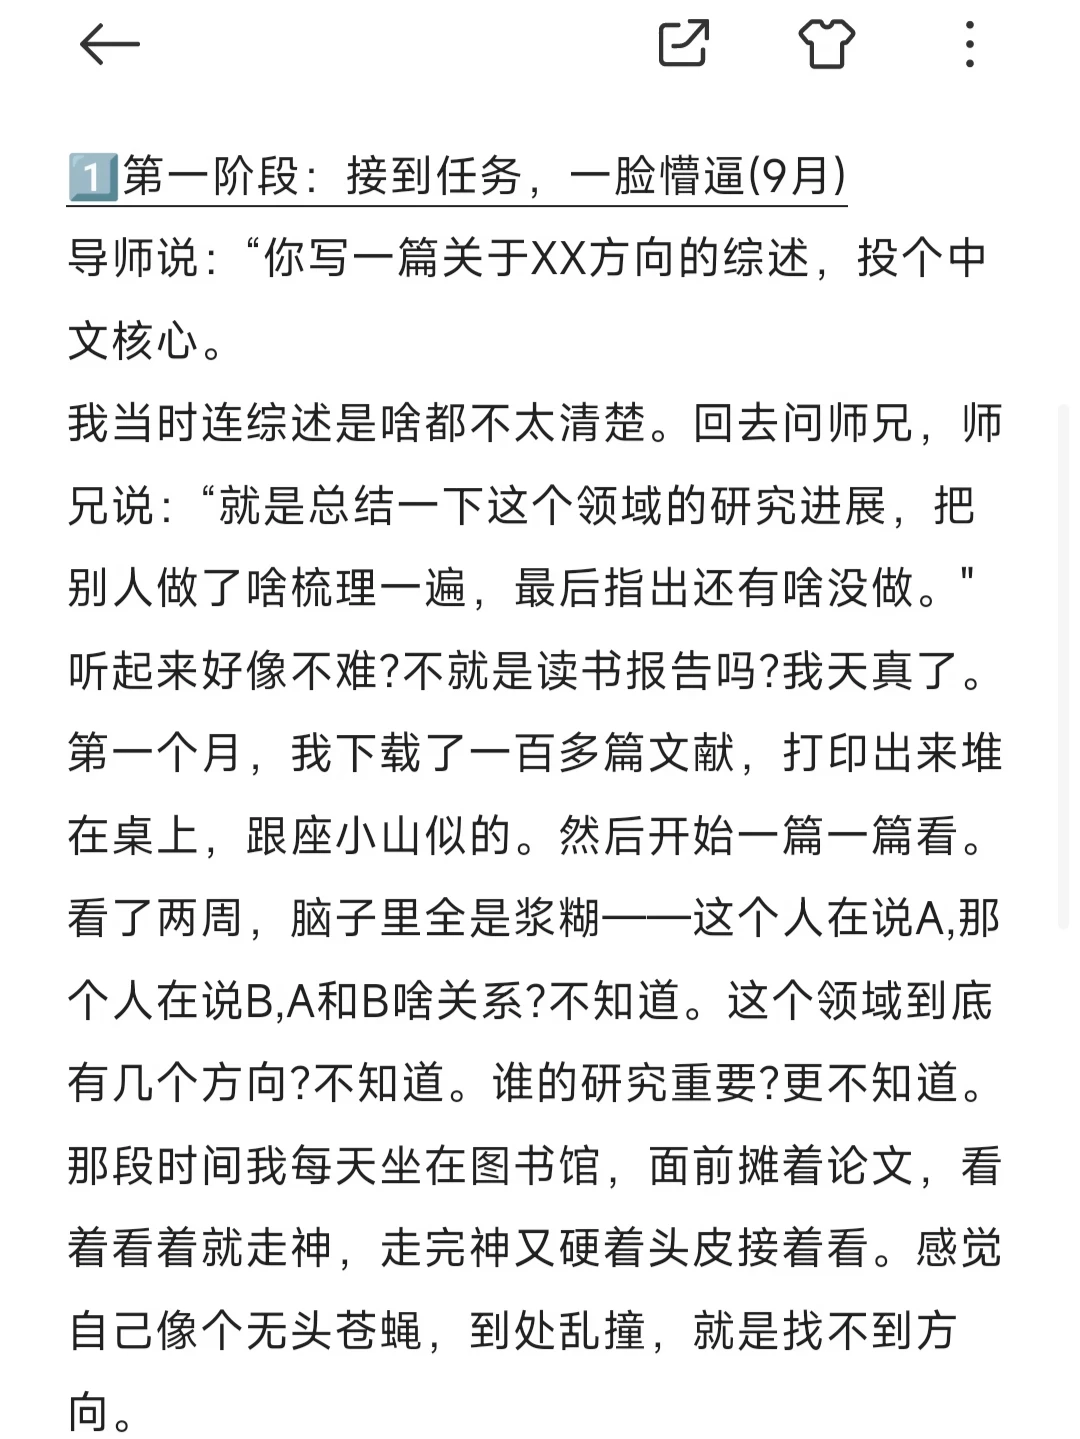 1️⃣第一阶段：接到任务，一脸懵逼(9月)
导师说：“你写一篇关于XX方向的综述，投个中
文核心。
我当时连综述是啥都不太清楚。回去问师兄，师
兄说：“就是总结一下这个领域的研究进展，把
别人做了啥梳理一遍，最后指出还有啥没做。"
听起来好像不难?不就是读书报告吗?我天真了。
第一个月，我下载了一百多篇文献，打印出来堆
在桌上，跟座小山似的。然后开始一篇一篇看。
看了两周，脑子里全是浆糊——这个人在说A,那
个人在说B,A和B啥关系?不知道。这个领域到底
有几个方向?不知道。谁的研究重要?更不知道。
那段时间我每天坐在图书馆，面前摊着论文，看
着看着就走神，走完神又硬着头皮接着看。感觉
自己像个无头苍蝇，到处乱撞，就是找不到方
向。